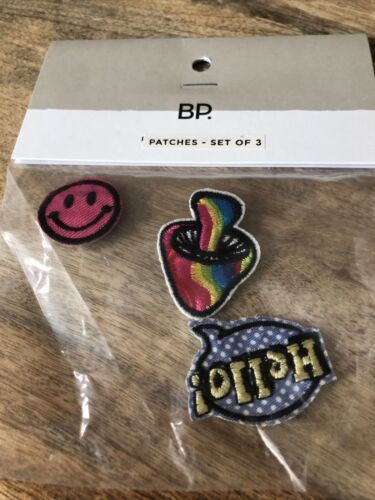 BP.
PATCHES - SET OF 3
Hello!